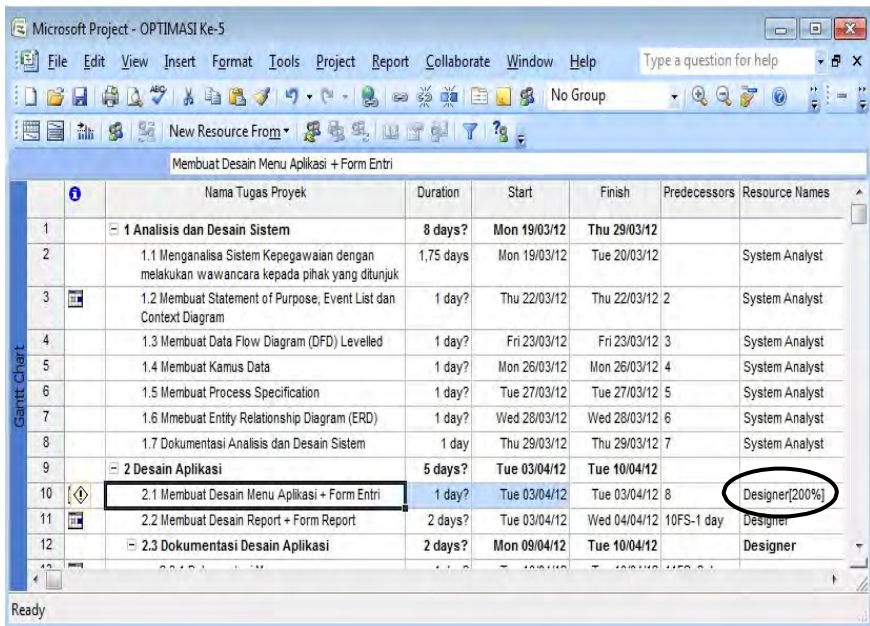 Microsoft Project - OPTIMASI Ke-5
File Edit View Insert Format Tools Project Report Collaborate Window Help Type a question for help
No Group
New Resource From
Membuat Desain Menu Aplikasi + Form Entri
Nama Tugas Proyek Duration Start Finish Predecessors Resource Names
1 1 Analisis dan Desain Sistem 8 days? Mon 19/03/12 Thu 29/03/12
2 1.1 Menganalisa Sistem Kepegawaian dengan 1,75 days Mon 19/03/12 Tue 20/03/12 System Analyst
melakukan wawancara kepada pihak yang ditunjuk
3 1.2 Membuat Statement of Purpose, Event List dan 1 day? Thu 22/03/12 Thu 22/03/12 2 System Analyst
Context Diagram
4 1.3 Membuat Data Flow Diagram (DFD) Levelled 1 day? Fri 23/03/12 Fri 23/03/12 3 System Analyst
5 1.4 Membuat Kamus Data 1 day? Mon 26/03/12 Mon 26/03/12 4 System Analyst
6 1.5 Membuat Process Specification 1 day? Tue 27/03/12 Tue 27/03/12 5 System Analyst
7 1.6 Mmebuat Entity Relationship Diagram (ERD) 1 day? Wed 28/03/12 Wed 28/03/12 6 System Analyst
8 1.7 Dokumentasi Analisis dan Desain Sistem 1 day Thu 29/03/12 Thu 29/03/12 7 System Analyst
9 2 Desain Aplikasi 5 days? Tue 03/04/12 Tue 10/04/12
10 2.1 Membuat Desain Menu Aplikasi + Form Entri 1 day? Tue 03/04/12 Tue 03/04/12 8 Designer[200%]
11 2.2 Membuat Desain Report + Form Report 2 days? Tue 03/04/12 Wed 04/04/12 10FS-1 day Designer
12 2.3 Dokumentasi Desain Aplikasi 2 days? Mon 09/04/12 Tue 10/04/12 Designer
Gantt Chart
Ready